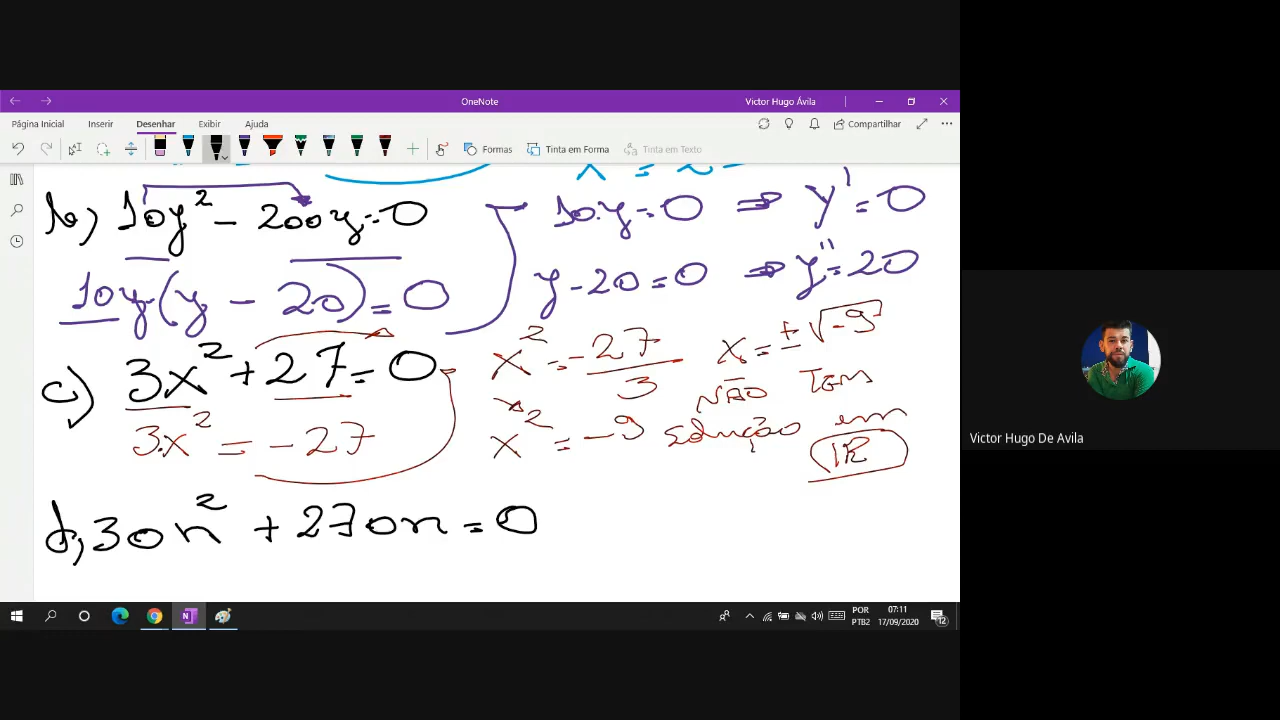 OneNote
Victor Hugo Ávila
Página Inicial Inserir Desenhar Exibir Ajuda
Compartilhar
Formas Tinta em Forma Tinta em Texto
b) 10y² - 200y = 0
10.y = 0 ⇒ y' = 0
10y.(y - 20) = 0
y - 20 = 0 ⇒ y'' = 20
c) 3x² + 27 = 0
x² = -27/3
x = ± √-9
3.x² = -27
x² = -9
NÃO TEM
solução em
IR
d) 30n² + 270n = 0
Victor Hugo De Avila
POR
PTB2
07:11
17/09/2020
12